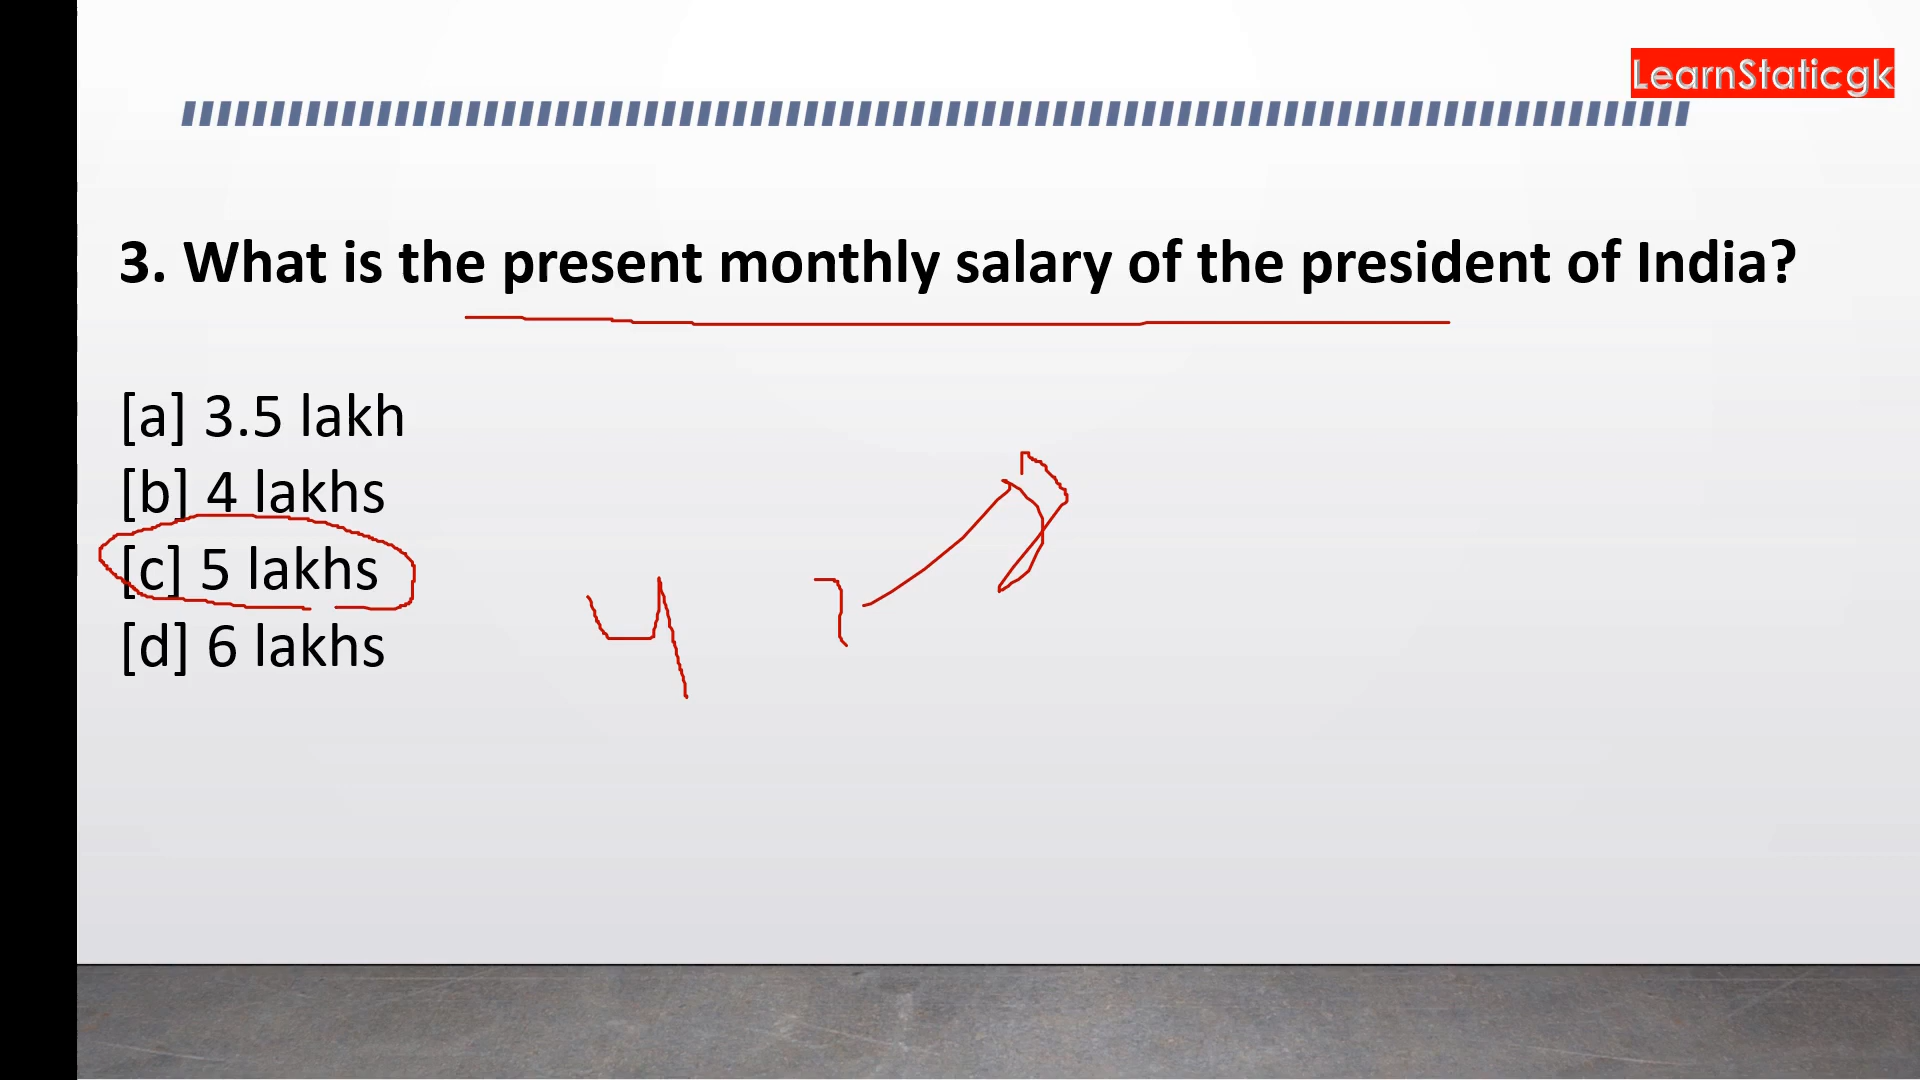 LearnStaticgk
3. What is the present monthly salary of the president of India?
[a] 3.5 lakh
[b] 4 lakhs
[c] 5 lakhs
[d] 6 lakhs
4